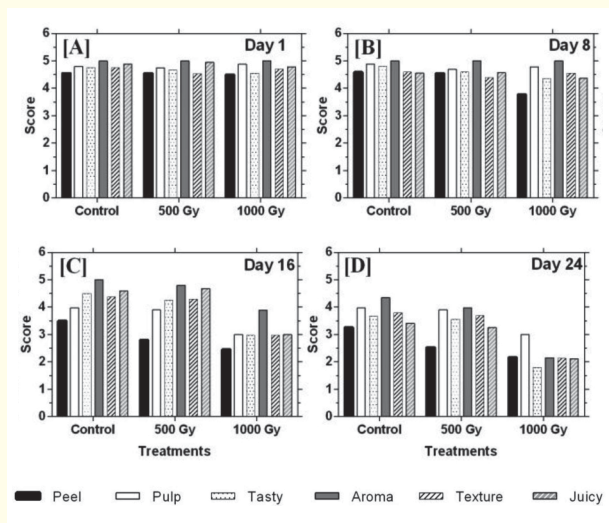 [A] Day 1
6
5
4
3
2
1
0
Score
Control 500 Gy 1000 Gy
[B] Day 8
6
5
4
3
2
1
0
Score
Control 500 Gy 1000 Gy
[C] Day 16
6
5
4
3
2
1
0
Score
Control 500 Gy 1000 Gy
Treatments
[D] Day 24
6
5
4
3
2
1
0
Score
Control 500 Gy 1000 Gy
Treatments
Peel Pulp Tasty Aroma Texture Juicy